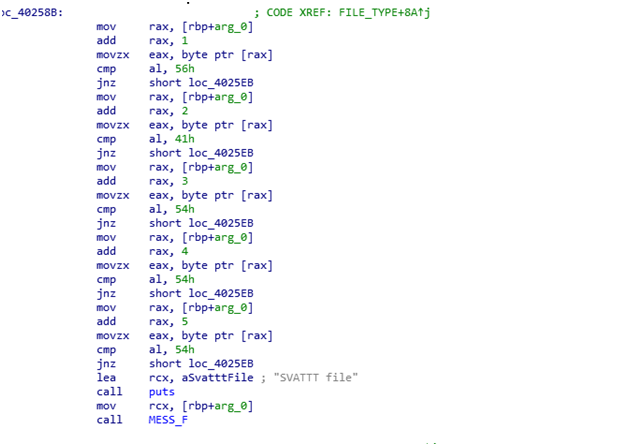 oc_40258B: ; CODE XREF: FILE_TYPE+8A↑j
mov rax, [rbp+arg_0]
add rax, 1
movzx eax, byte ptr [rax]
cmp al, 56h
jnz short loc_4025EB
mov rax, [rbp+arg_0]
add rax, 2
movzx eax, byte ptr [rax]
cmp al, 41h
jnz short loc_4025EB
mov rax, [rbp+arg_0]
add rax, 3
movzx eax, byte ptr [rax]
cmp al, 54h
jnz short loc_4025EB
mov rax, [rbp+arg_0]
add rax, 4
movzx eax, byte ptr [rax]
cmp al, 54h
jnz short loc_4025EB
mov rax, [rbp+arg_0]
add rax, 5
movzx eax, byte ptr [rax]
cmp al, 54h
jnz short loc_4025EB
lea rcx, aSvatttFile ; "SVATTT file"
call puts
mov rcx, [rbp+arg_0]
call MESS_F